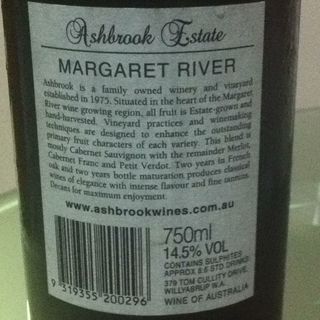 Ashbrook Estate
MARGARET RIVER
Ashbrook is a family owned winery and vineyard
established in 1975. Situated in the heart of the Margaret
River wine growing region, all fruit is Estate-grown and
hand-harvested. Vineyard practices and winemaking
techniques are designed to enhance the outstanding
primary fruit characters of each variety. This blend is
mostly Cabernet Sauvignon with the remainder Merlot,
Cabernet Franc and Petit Verdot. Two years in French
oak and two years bottle maturation produces classical
wines of elegance with intense flavour and fine tannins.
Decant for maximum enjoyment.
www.ashbrookwines.com.au
750ml
14.5% VOL
CONTAINS SULPHITES
APPROX 8.6 STD DRINKS
379 TOM CULLITY DRIVE,
WILLYABRUP W.A.
WINE OF AUSTRALIA
9 319355 200296